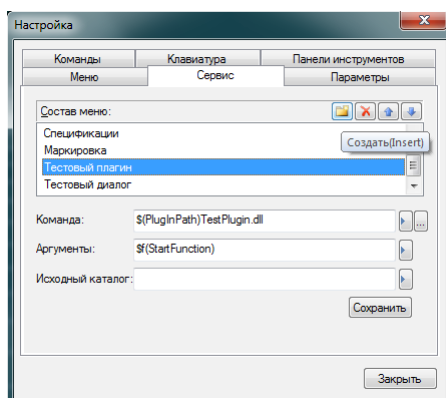 Настройка
Команды Клавиатура Панели инструментов
Меню Сервис Параметры
Состав меню:
Создать(Insert)
Спецификации
Маркировка
Тестовый плагин
Тестовый диалог
Команда: $(PlugInPath)TestPlugin.dll ...
Аргументы: $f(StartFunction)
Исходный каталог:
Сохранить
Закрыть